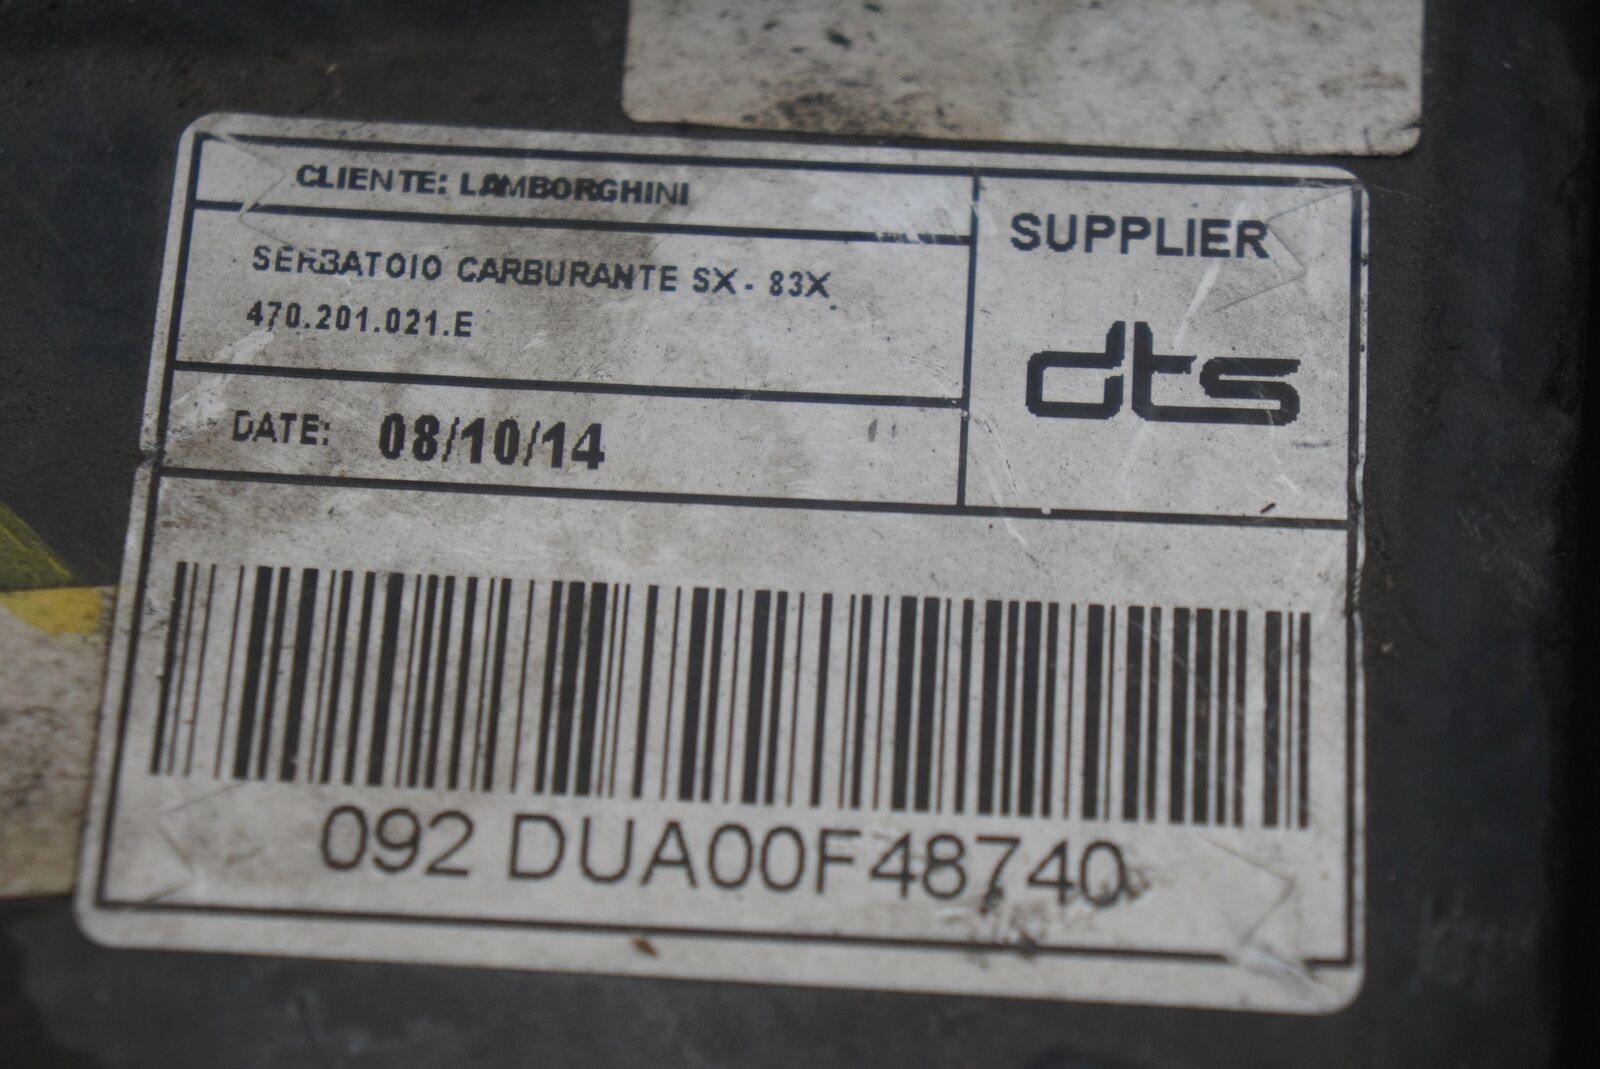 CLIENTE: LAMBORGHINI
SERBATOIO CARBURANTE SX - 83X
470.201.021.E
DATE: 08/10/14
SUPPLIER
dts
092 DUA00F48740